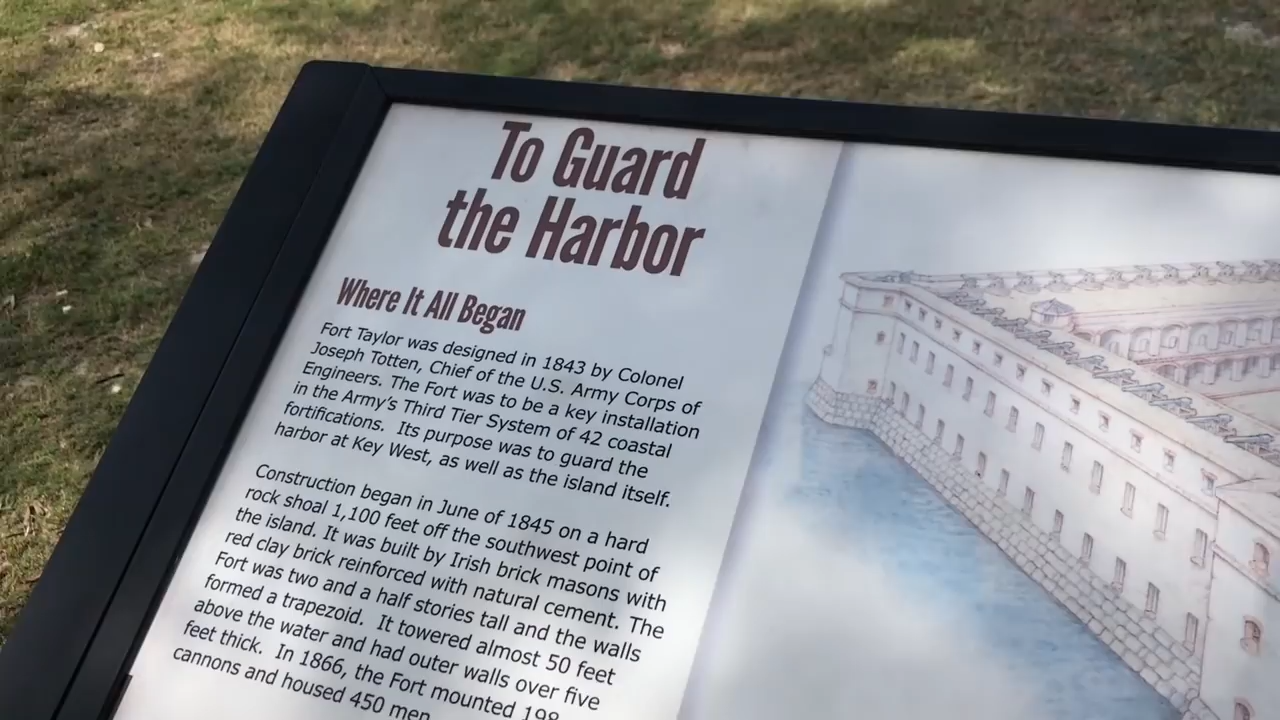 To Guard
the Harbor
Where It All Began
Fort Taylor was designed in 1843 by Colonel
Joseph Totten, Chief of the U.S. Army Corps of
Engineers. The Fort was to be a key installation
in the Army's Third Tier System of 42 coastal
fortifications. Its purpose was to guard the
harbor at Key West, as well as the island itself.
Construction began in June of 1845 on a hard
rock shoal 1,100 feet off the southwest point of
the island. It was built by Irish brick masons with
red clay brick reinforced with natural cement. The
Fort was two and a half stories tall and the walls
formed a trapezoid. It towered almost 50 feet
above the water and had outer walls over five
feet thick. In 1866, the Fort mounted 198
cannons and housed 450 men